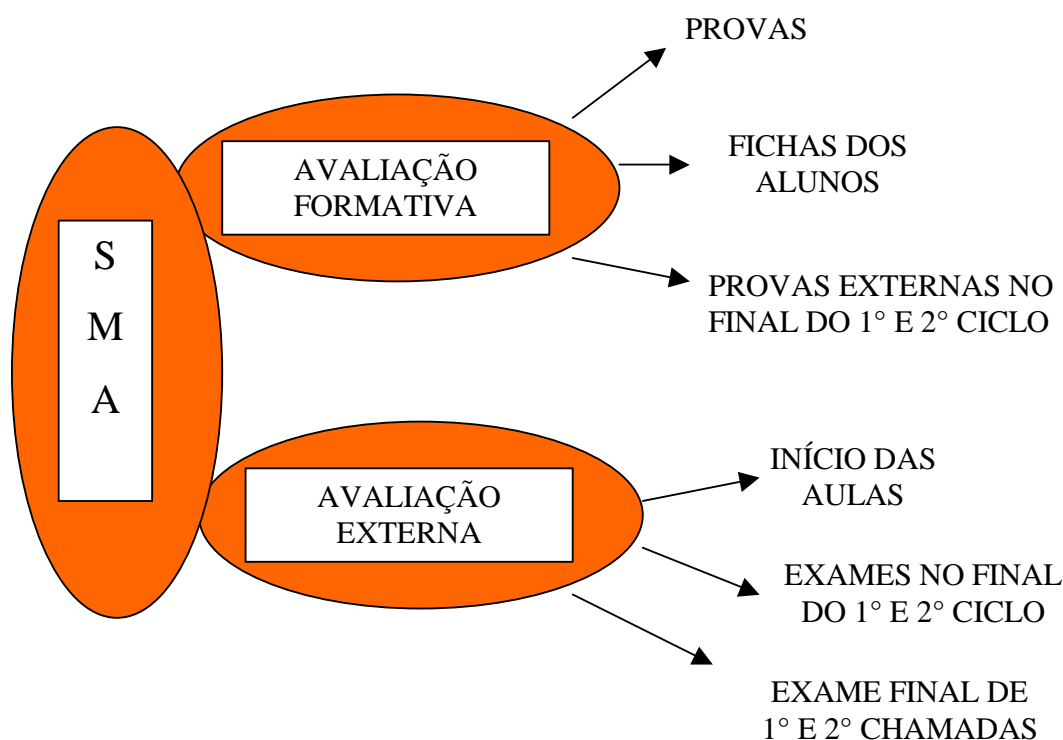 S
M
A
AVALIAÇÃO
FORMATIVA
PROVAS
FICHAS DOS
ALUNOS
PROVAS EXTERNAS NO
FINAL DO 1° E 2° CICLO
AVALIAÇÃO
EXTERNA
INÍCIO DAS
AULAS
EXAMES NO FINAL
DO 1° E 2° CICLO
EXAME FINAL DE
1° E 2° CHAMADAS